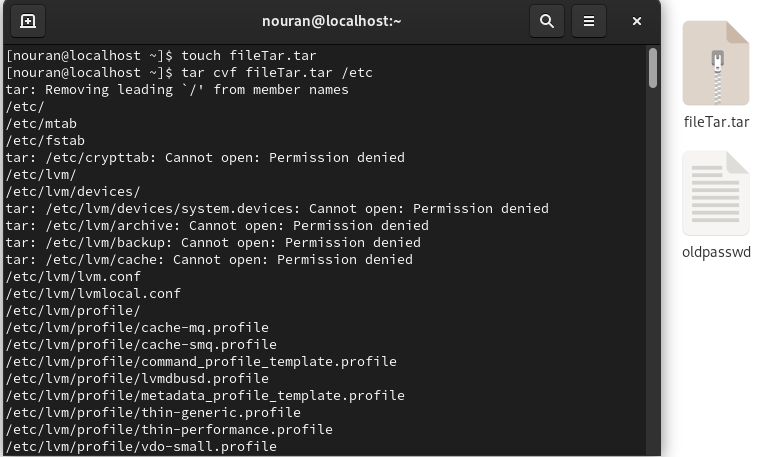 nouran@localhost:~
[nouran@localhost ~]$ touch fileTar.tar
[nouran@localhost ~]$ tar cvf fileTar.tar /etc
tar: Removing leading `/' from member names
/etc/
/etc/mtab
/etc/fstab
tar: /etc/crypttab: Cannot open: Permission denied
/etc/lvm/
/etc/lvm/devices/
tar: /etc/lvm/devices/system.devices: Cannot open: Permission denied
tar: /etc/lvm/archive: Cannot open: Permission denied
tar: /etc/lvm/backup: Cannot open: Permission denied
tar: /etc/lvm/cache: Cannot open: Permission denied
/etc/lvm/lvm.conf
/etc/lvm/lvmlocal.conf
/etc/lvm/profile/
/etc/lvm/profile/cache-mq.profile
/etc/lvm/profile/cache-smq.profile
/etc/lvm/profile/command_profile_template.profile
/etc/lvm/profile/lvmdbusd.profile
/etc/lvm/profile/metadata_profile_template.profile
/etc/lvm/profile/thin-generic.profile
/etc/lvm/profile/thin-performance.profile
/etc/lvm/profile/vdo-small.profile
fileTar.tar
oldpasswd